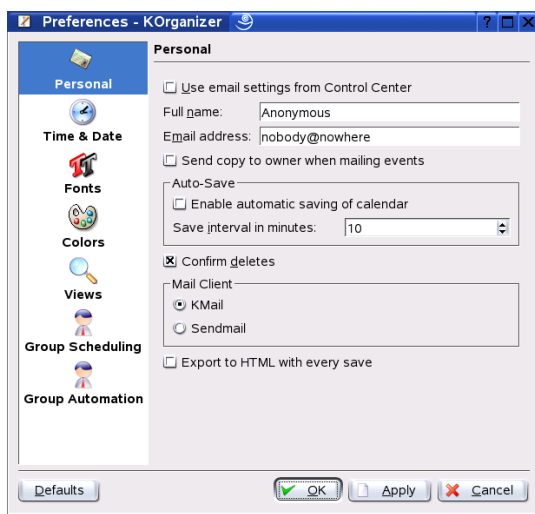 Preferences - KOrganizer
Personal
Time & Date
Fonts
Colors
Views
Group Scheduling
Group Automation
Personal
Use email settings from Control Center
Full name: Anonymous
Email address: nobody@nowhere
Send copy to owner when mailing events
Auto-Save
Enable automatic saving of calendar
Save interval in minutes: 10
Confirm deletes
Mail Client
KMail
Sendmail
Export to HTML with every save
Defaults OK Apply Cancel